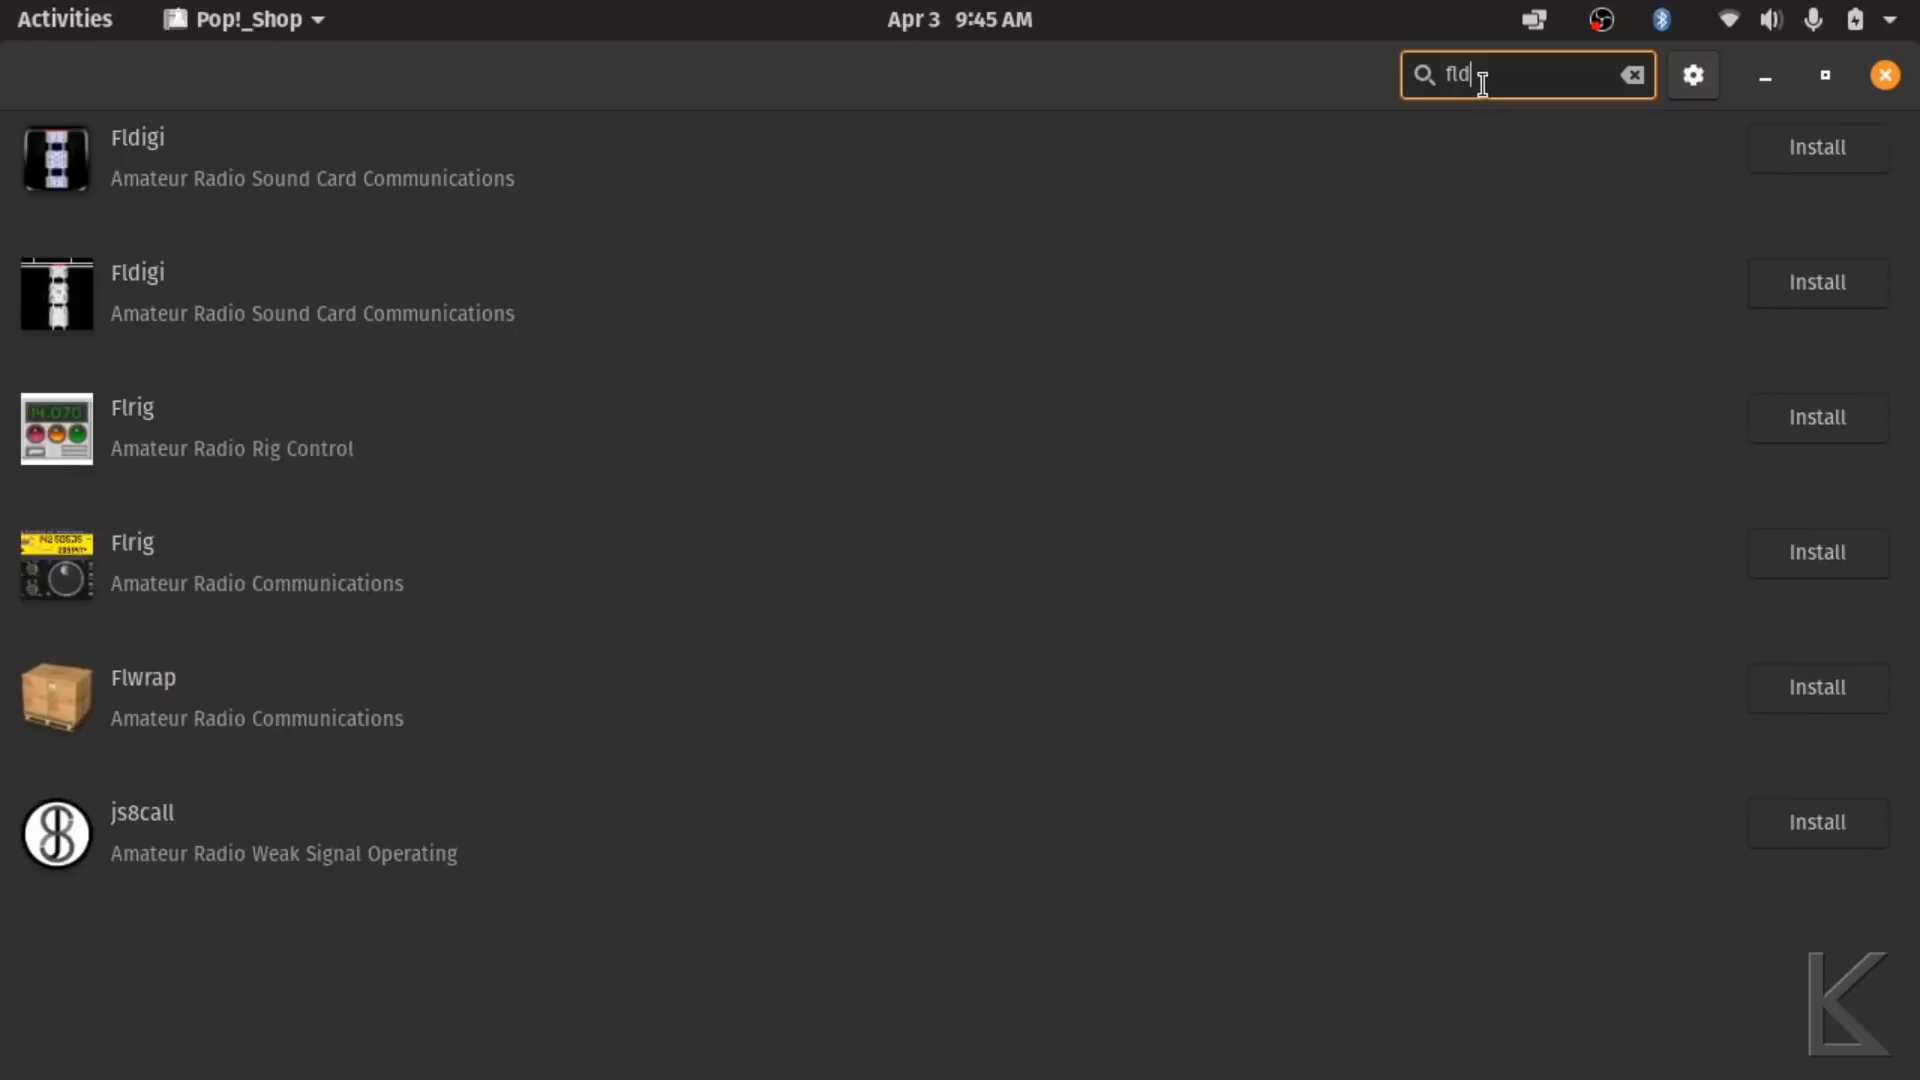 Activities Pop!_Shop Apr 3 9:45 AM
fld
Fldigi
Amateur Radio Sound Card Communications
Install
Fldigi
Amateur Radio Sound Card Communications
Install
14.070
Flrig
Amateur Radio Rig Control
Install
Flrig
Amateur Radio Communications
Install
Flwrap
Amateur Radio Communications
Install
js8call
Amateur Radio Weak Signal Operating
Install
K